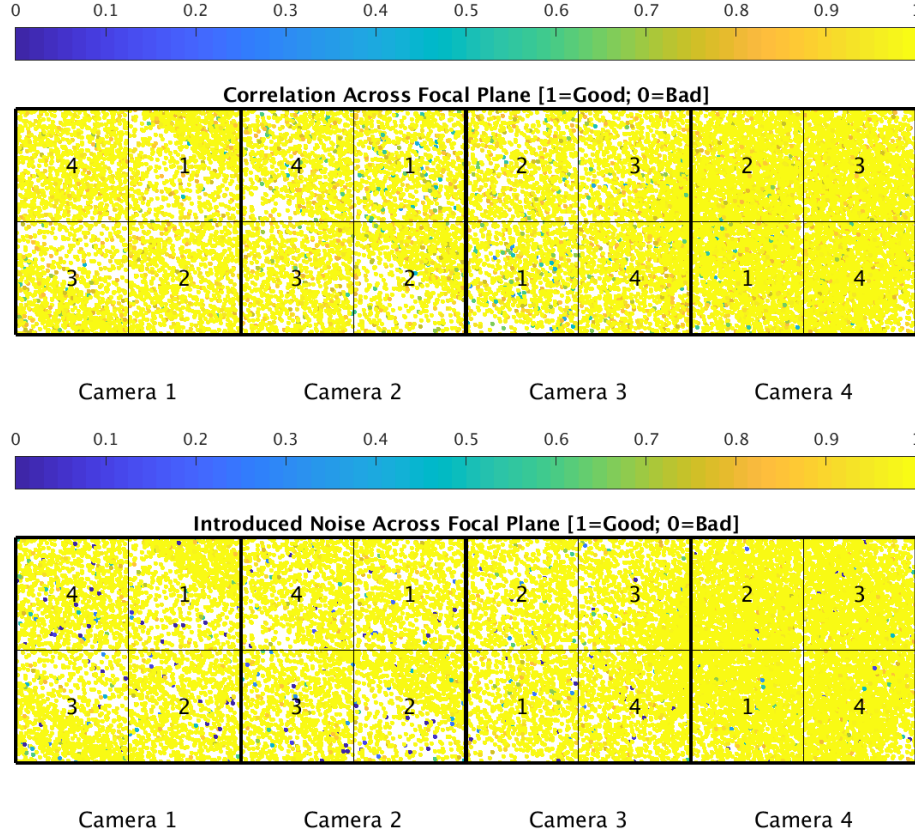 0 0.1 0.2 0.3 0.4 0.5 0.6 0.7 0.8 0.9
Correlation Across Focal Plane [1=Good; 0=Bad]
4 1 4 1 2 3 2 3
3 2 3 2 1 4 1 4
Camera 1 Camera 2 Camera 3 Camera 4
0 0.1 0.2 0.3 0.4 0.5 0.6 0.7 0.8 0.9
Introduced Noise Across Focal Plane [1=Good; 0=Bad]
4 1 4 1 2 3 2 3
3 2 3 2 1 4 1 4
Camera 1 Camera 2 Camera 3 Camera 4